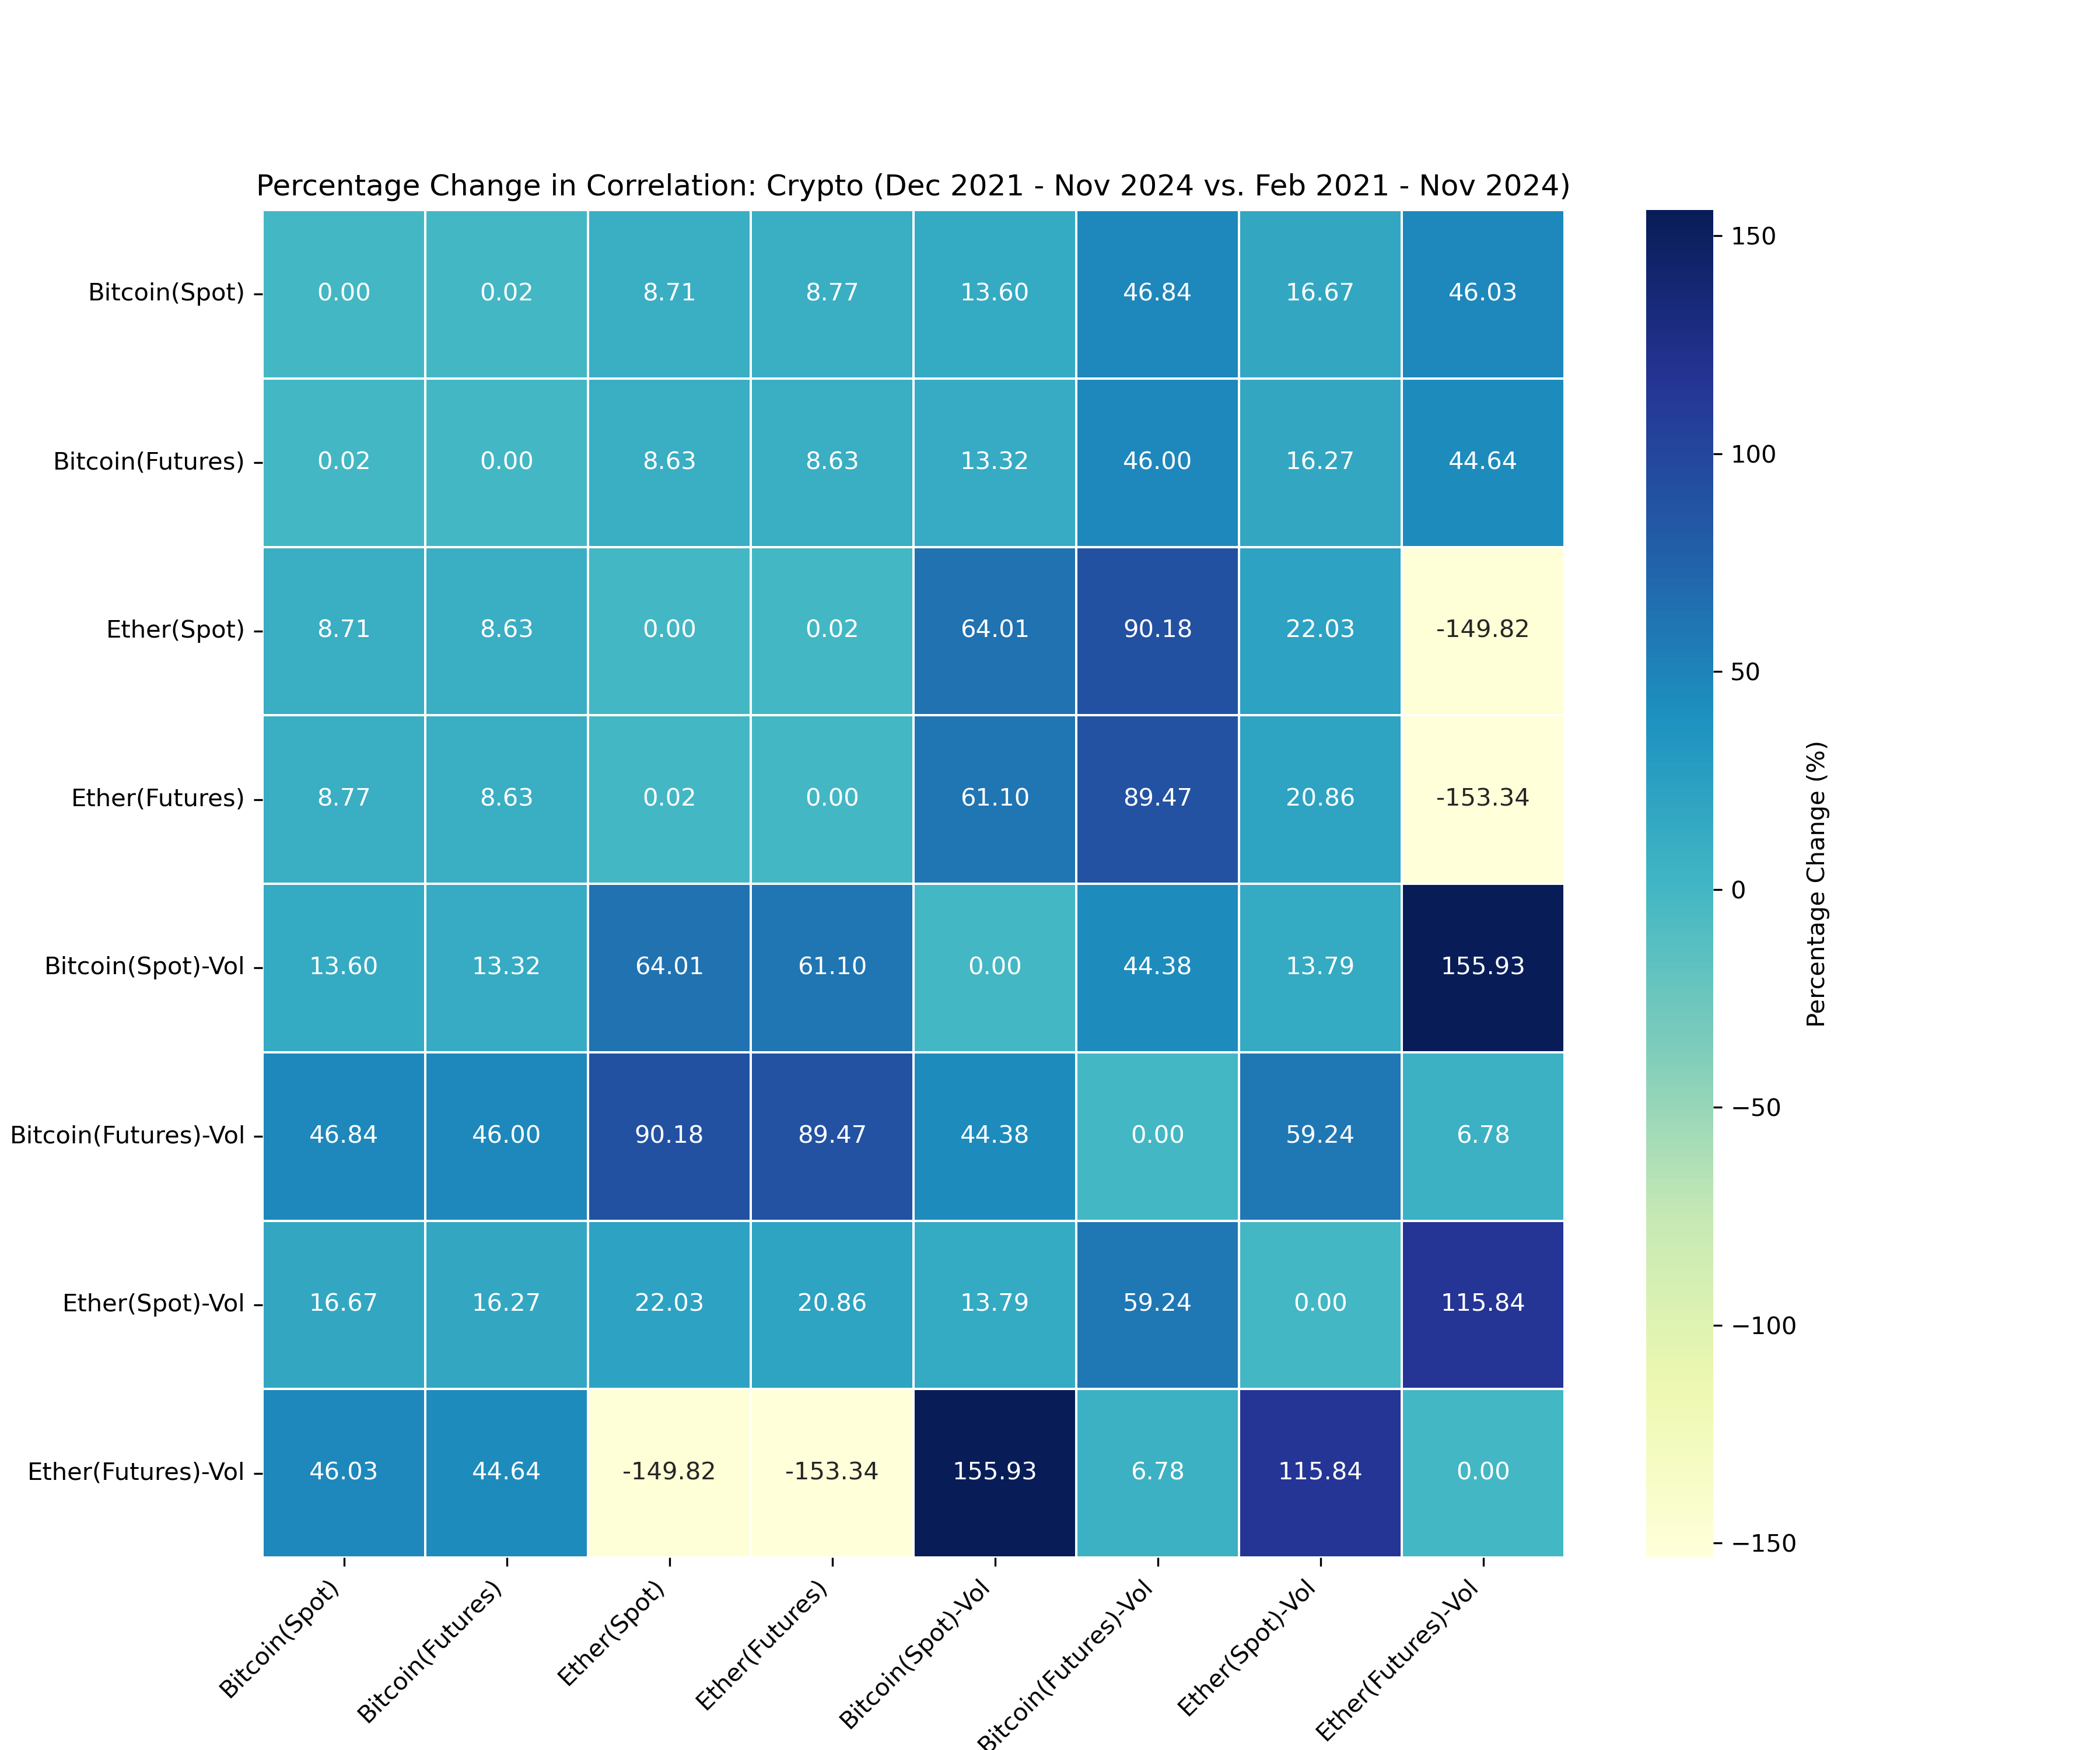 Percentage Change in Correlation: Crypto (Dec 2021 - Nov 2024 vs. Feb 2021 - Nov 2024)
Bitcoin(Spot) 0.00 0.02 8.71 8.77 13.60 46.84 16.67 46.03
Bitcoin(Futures) 0.02 0.00 8.63 8.63 13.32 46.00 16.27 44.64
Ether(Spot) 8.71 8.63 0.00 0.02 64.01 90.18 22.03 -149.82
Ether(Futures) 8.77 8.63 0.02 0.00 61.10 89.47 20.86 -153.34
Bitcoin(Spot)-Vol 13.60 13.32 64.01 61.10 0.00 44.38 13.79 155.93
Bitcoin(Futures)-Vol 46.84 46.00 90.18 89.47 44.38 0.00 59.24 6.78
Ether(Spot)-Vol 16.67 16.27 22.03 20.86 13.79 59.24 0.00 115.84
Ether(Futures)-Vol 46.03 44.64 -149.82 -153.34 155.93 6.78 115.84 0.00
Bitcoin(Spot)
Bitcoin(Futures)
Ether(Spot)
Ether(Futures)
Bitcoin(Spot)-Vol
Bitcoin(Futures)-Vol
Ether(Spot)-Vol
Ether(Futures)-Vol
150
100
50
0
−50
−100
−150
Percentage Change (%)